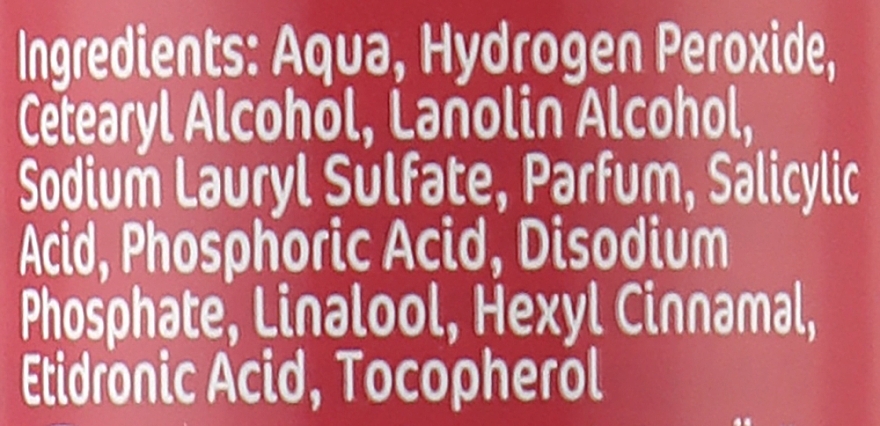 Ingredients: Aqua, Hydrogen Peroxide,
Cetearyl Alcohol, Lanolin Alcohol,
Sodium Lauryl Sulfate, Parfum, Salicylic
Acid, Phosphoric Acid, Disodium
Phosphate, Linalool, Hexyl Cinnamal,
Etidronic Acid, Tocopherol